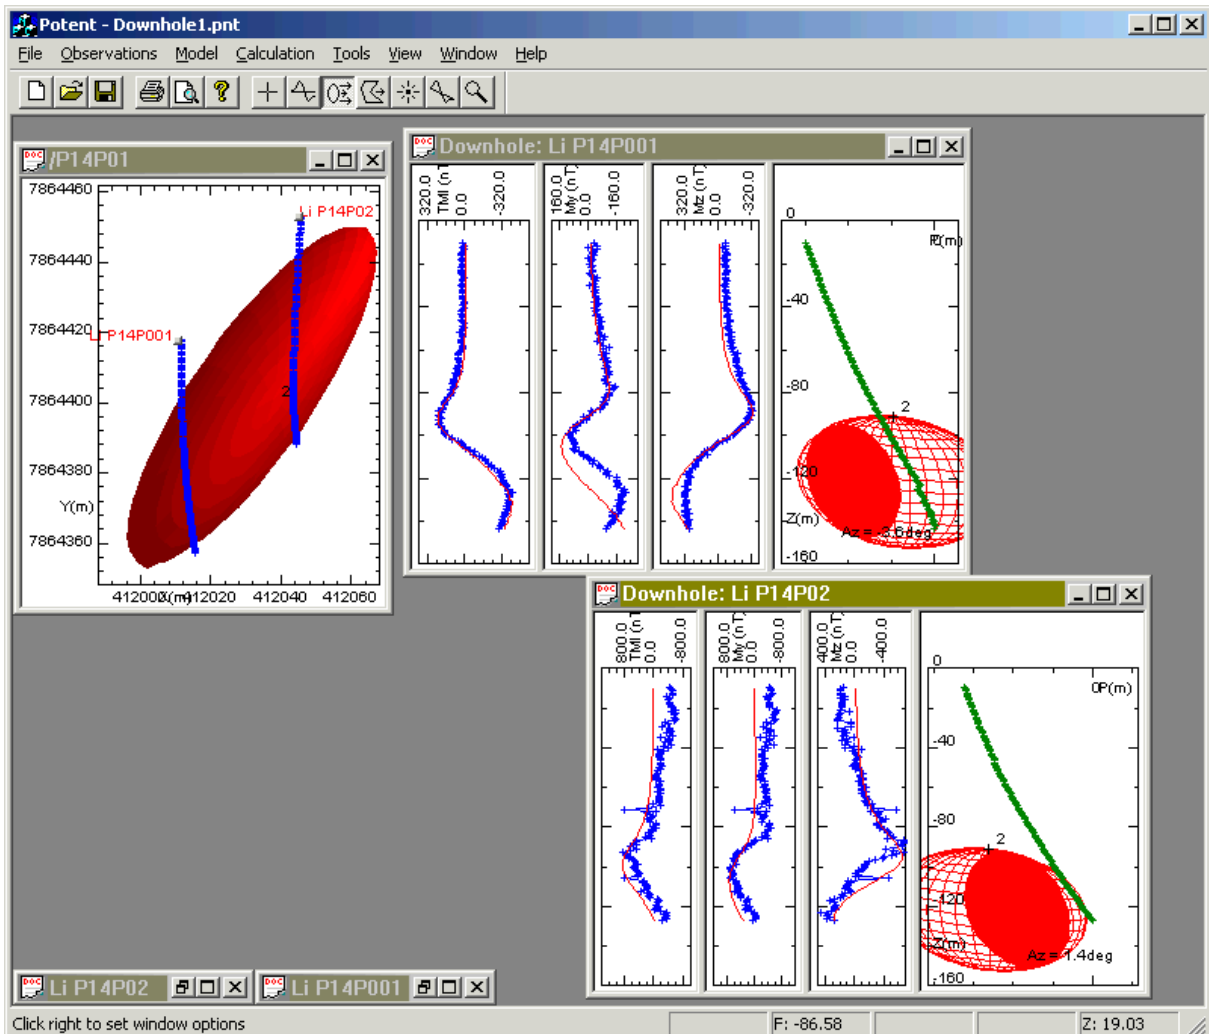 Potent - Downhole1.pnt
File Observations Model Calculation Tools View Window Help
/P14P01
7864460
7864440
7864420
7864400
7864380
7864360
Y(m)
Li P14P02
Li P14P001
2
412000 X(m) 412020 412040 412060
Downhole: Li P14P001
320.0 0.0 -320.0
TMI (nT)
160.0 0.0 -160.0
My (nT)
320.0 0.0 -320.0
Mz (nT)
0
-40
-80
-120
-160
2
Z(m)
Az = -3.6deg
Downhole: Li P14P02
800.0 0.0 -800.0
TMI (nT)
800.0 0.0 -800.0
My (nT)
400.0 0.0 -400.0
Mz (nT)
0
-40
-80
-120
-160
2
Z(m)
Az = 1.4deg
Li P14P02
Li P14P001
Click right to set window options
F: -86.58
Z: 19.03